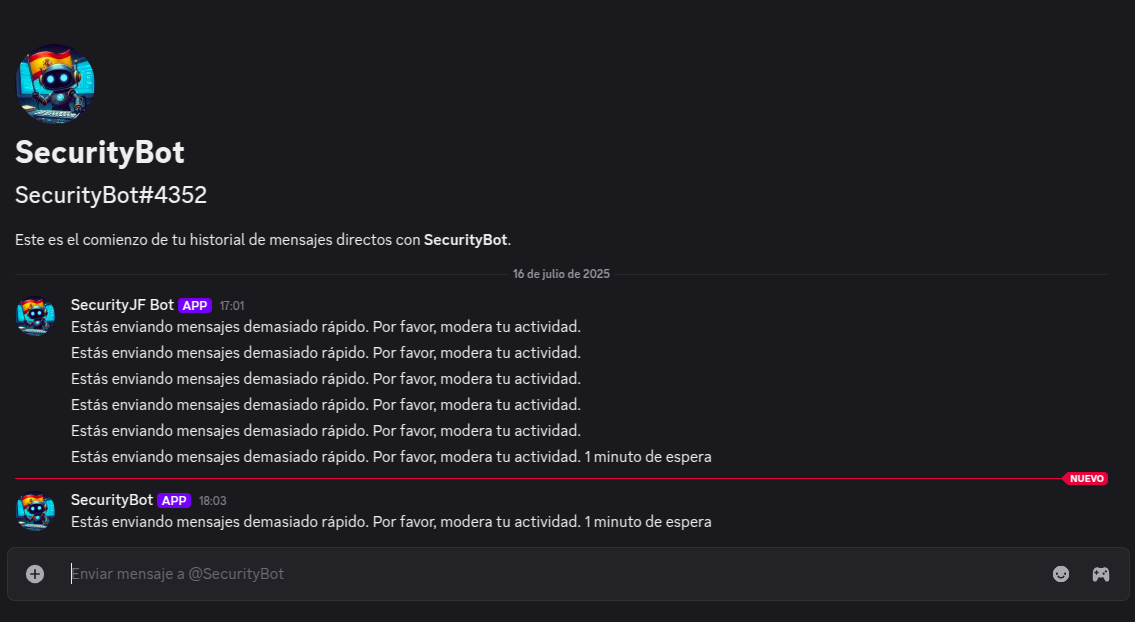 SecurityBot
SecurityBot#4352
Este es el comienzo de tu historial de mensajes directos con SecurityBot.
16 de julio de 2025
SecurityJF Bot APP 17:01
Estás enviando mensajes demasiado rápido. Por favor, modera tu actividad.
Estás enviando mensajes demasiado rápido. Por favor, modera tu actividad.
Estás enviando mensajes demasiado rápido. Por favor, modera tu actividad.
Estás enviando mensajes demasiado rápido. Por favor, modera tu actividad.
Estás enviando mensajes demasiado rápido. Por favor, modera tu actividad.
Estás enviando mensajes demasiado rápido. Por favor, modera tu actividad. 1 minuto de espera
NUEVO
SecurityBot APP 18:03
Estás enviando mensajes demasiado rápido. Por favor, modera tu actividad. 1 minuto de espera
Enviar mensaje a @SecurityBot